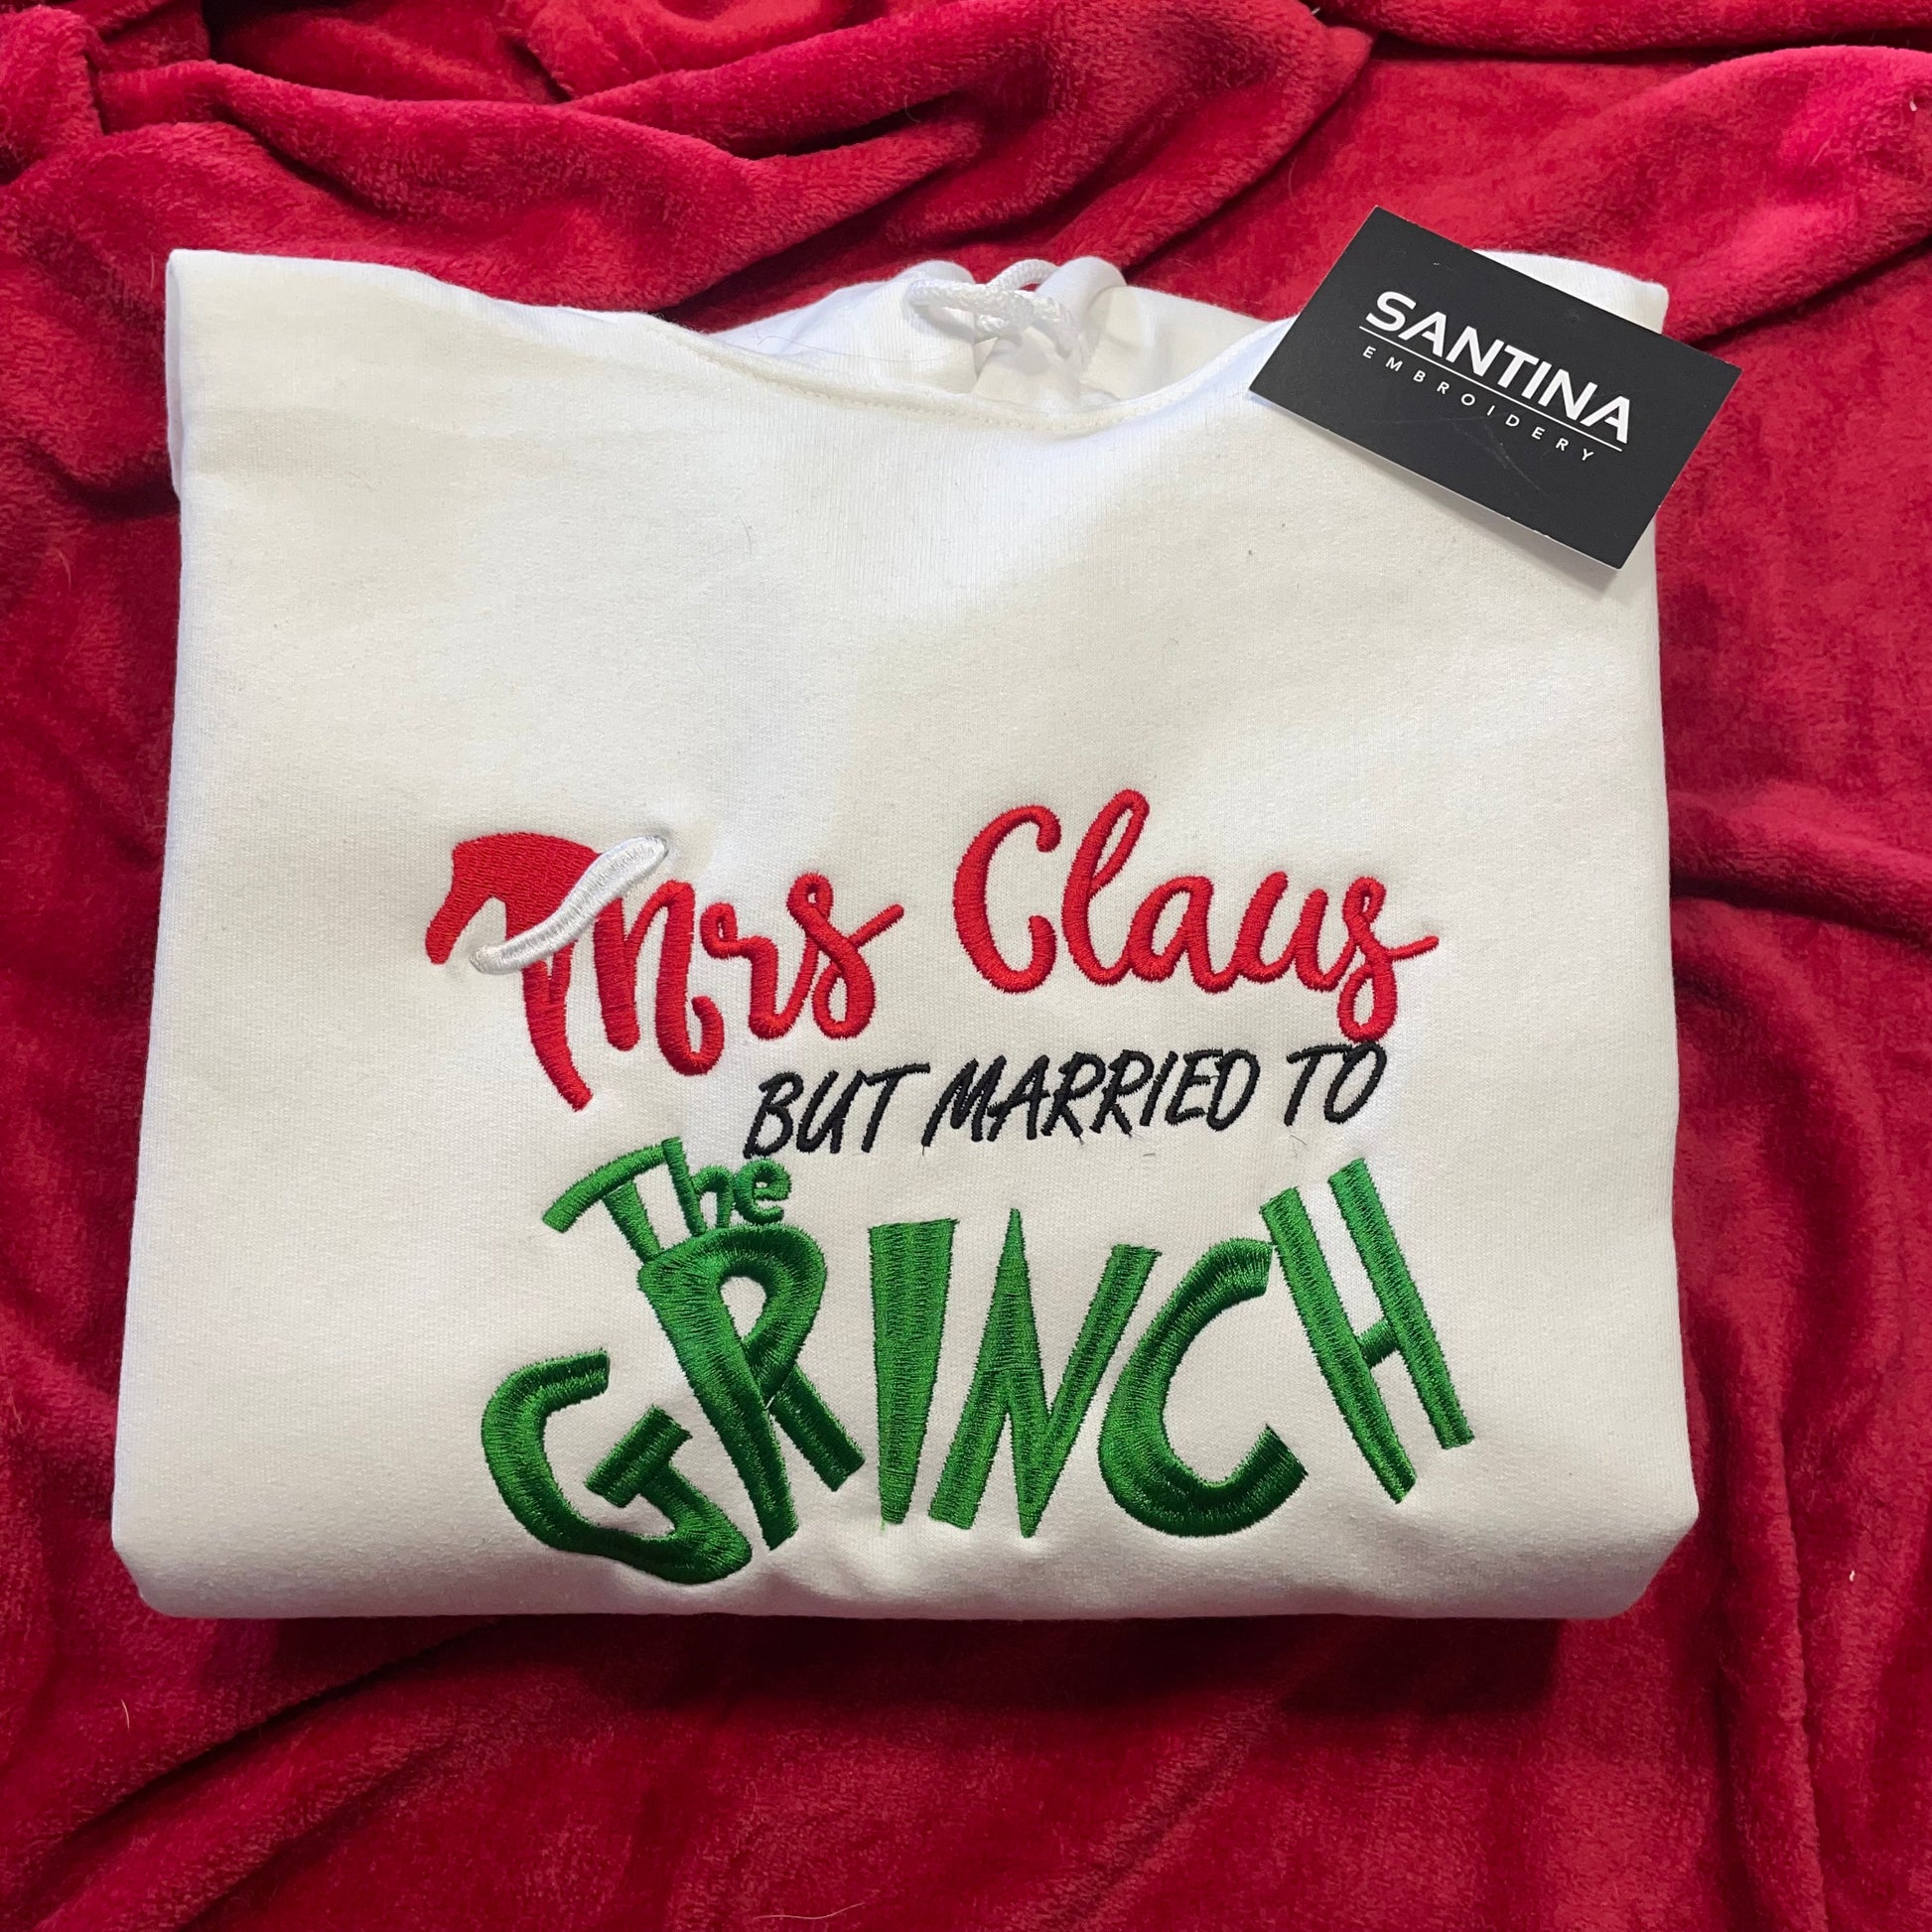 SANTINA
EMBROIDERY
Mrs Claus
BUT MARRIED TO
The
GRINCH